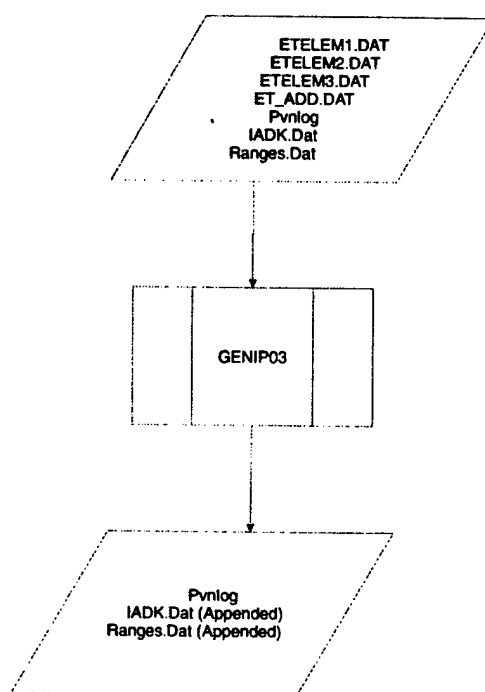 ETELEM1.DAT
ETELEM2.DAT
ETELEM3.DAT
ET_ADD.DAT
Pvnlog
IADK.Dat
Ranges.Dat
GENIP03
Pvnlog
IADK.Dat (Appended)
Ranges.Dat (Appended)